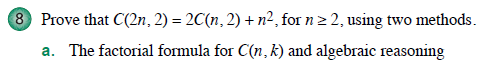 8 Prove that C(2n, 2) = 2C(n, 2) + n², for n ≥ 2, using two methods.
a. The factorial formula for C(n, k) and algebraic reasoning